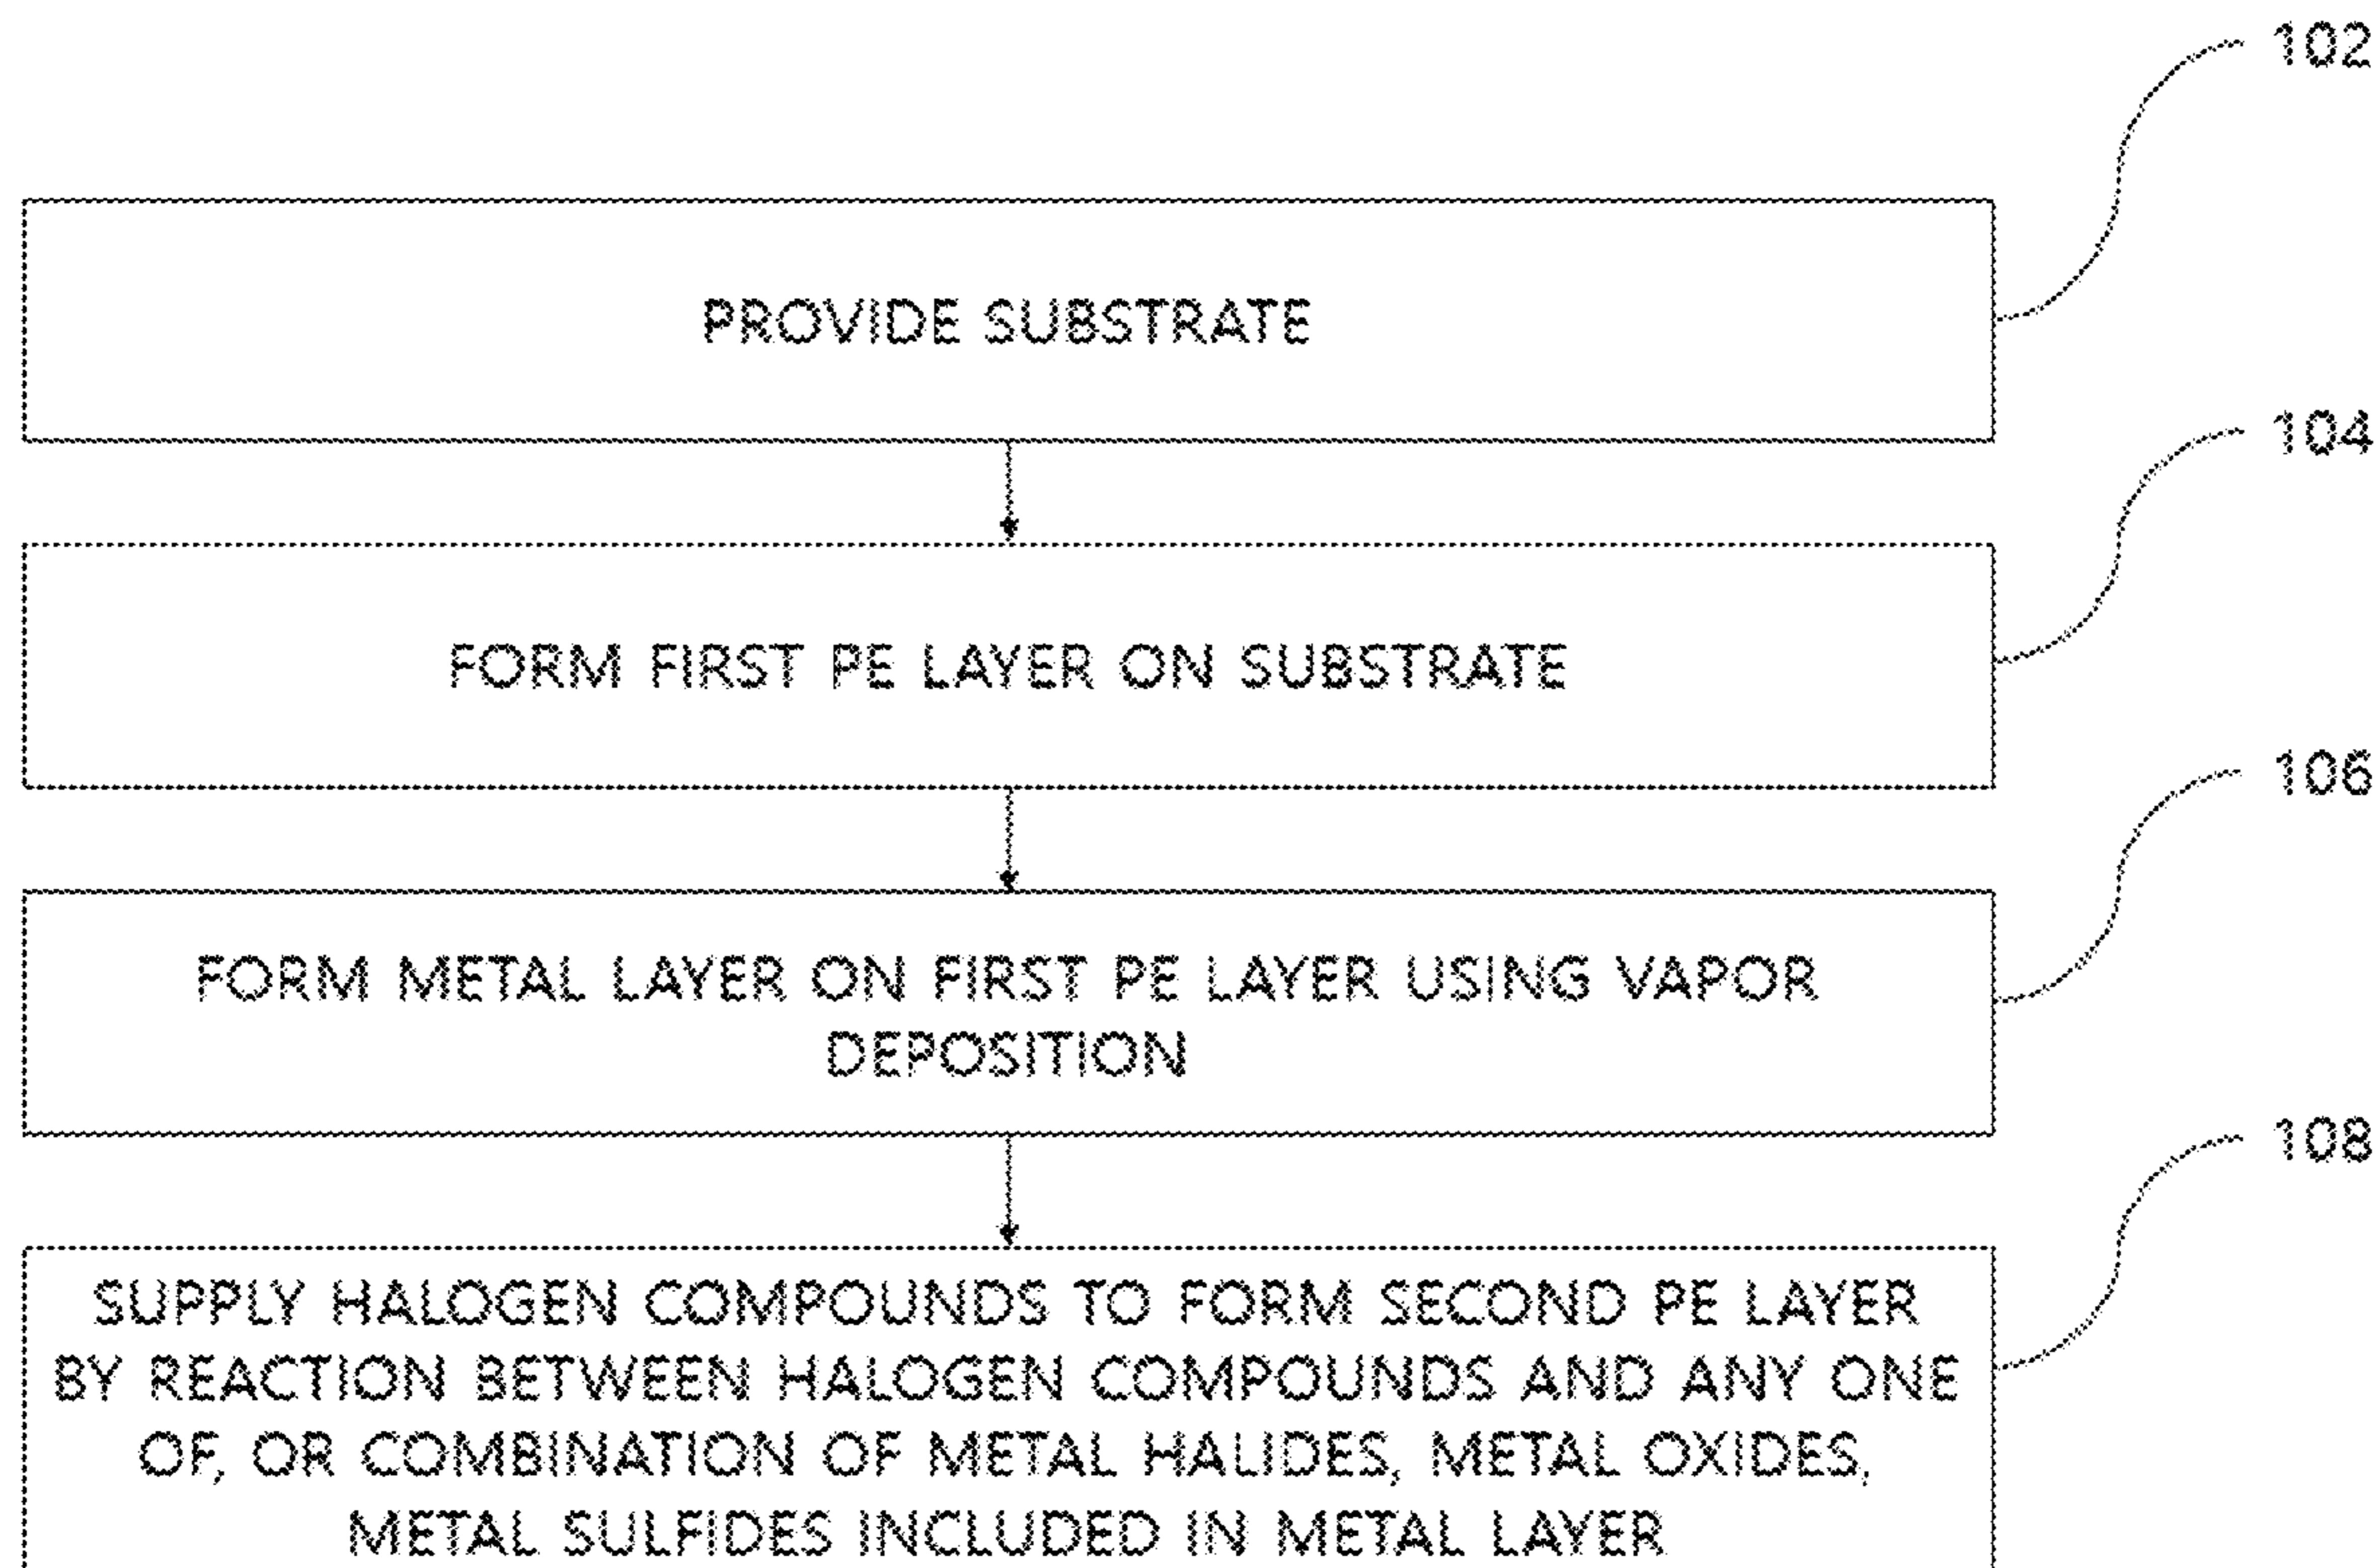 102
PROVIDE SUBSTRATE
104
FORM FIRST PE LAYER ON SUBSTRATE
106
FORM METAL LAYER ON FIRST PE LAYER USING VAPOR
DEPOSITION
108
SUPPLY HALOGEN COMPOUNDS TO FORM SECOND PE LAYER
BY REACTION BETWEEN HALOGEN COMPOUNDS AND ANY ONE
OF, OR COMBINATION OF METAL HALIDES, METAL OXIDES,
METAL SULFIDES INCLUDED IN METAL LAYER